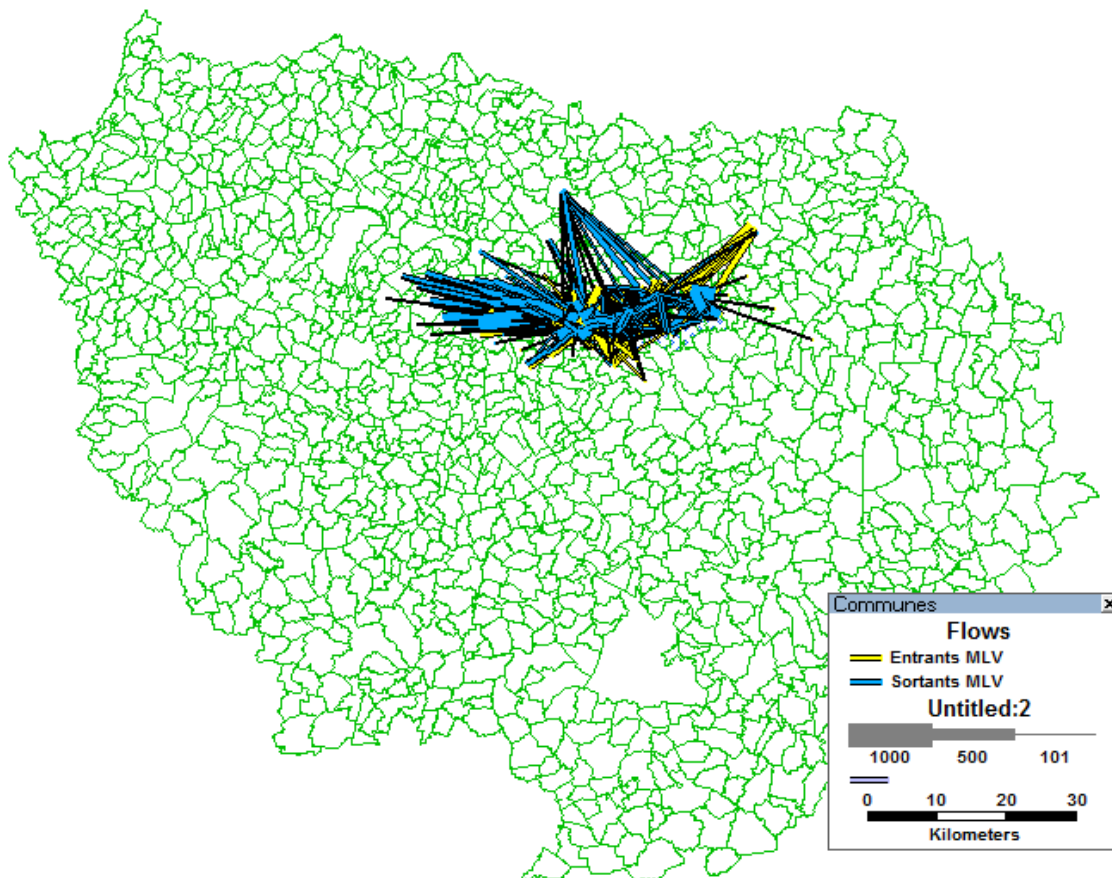 Communes
Flows
Entrants MLV
Sortants MLV
Untitled:2
1000 500 101
0 10 20 30
Kilometers